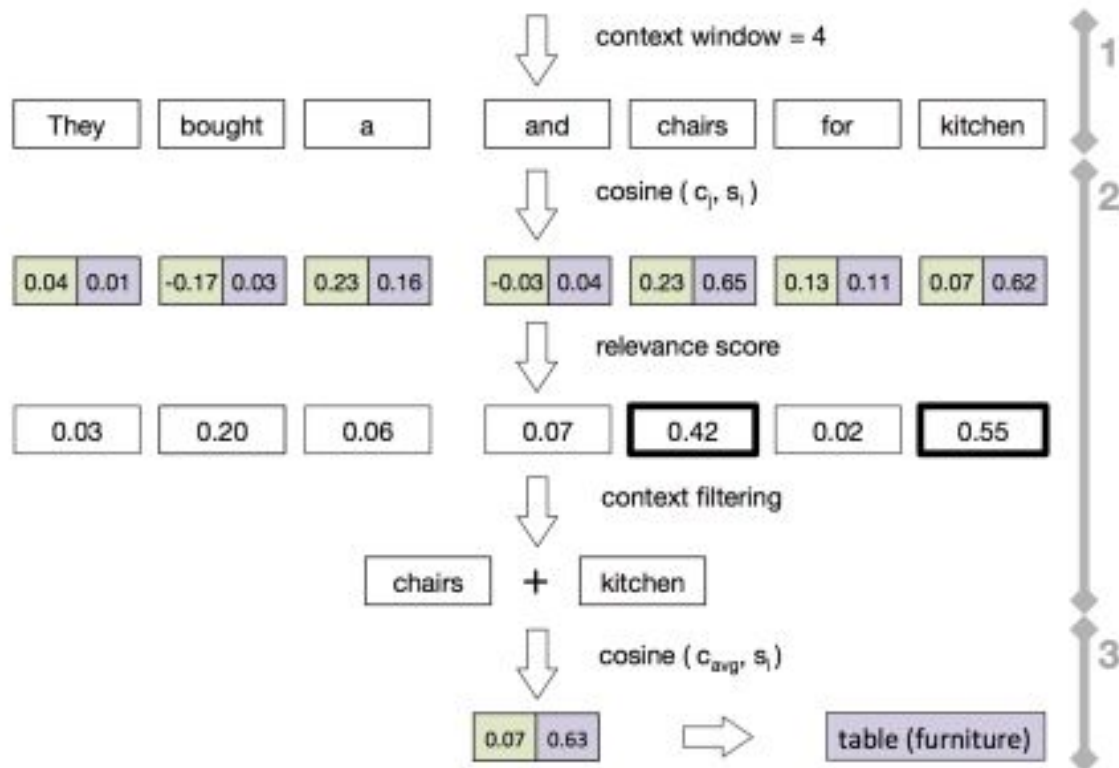 context window = 4
1
They bought a and chairs for kitchen
cosine ( cj, si )
2
0.04 0.01 -0.17 0.03 0.23 0.16 -0.03 0.04 0.23 0.65 0.13 0.11 0.07 0.62
relevance score
0.03 0.20 0.06 0.07 0.42 0.02 0.55
context filtering
chairs + kitchen
cosine ( cavg, si )
3
0.07 0.63 table (furniture)